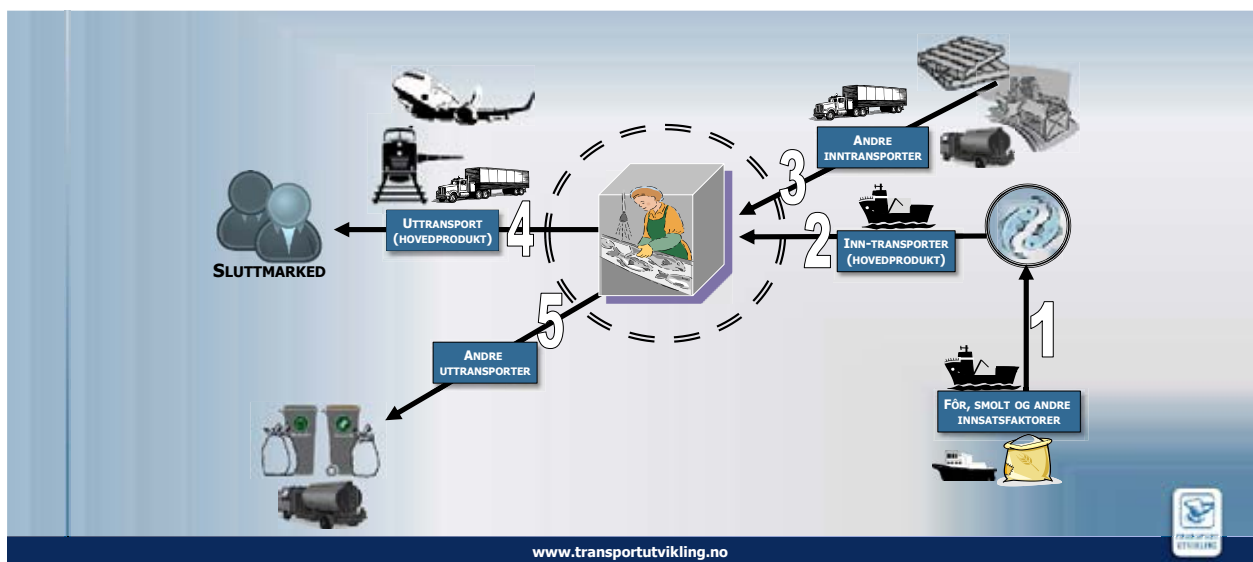 ANDRE
INNTRANSPORTER
3
UTTRANSPORT
(HOVEDPRODUKT)
4
2
INN-TRANSPORTER
(HOVEDPRODUKT)
SLUTTMARKED
5
1
ANDRE
UTTRANSPORTER
FÔR, SMOLT OG ANDRE
INNSATSFAKTORER
www.transportutvikling.no
UTVIKLING